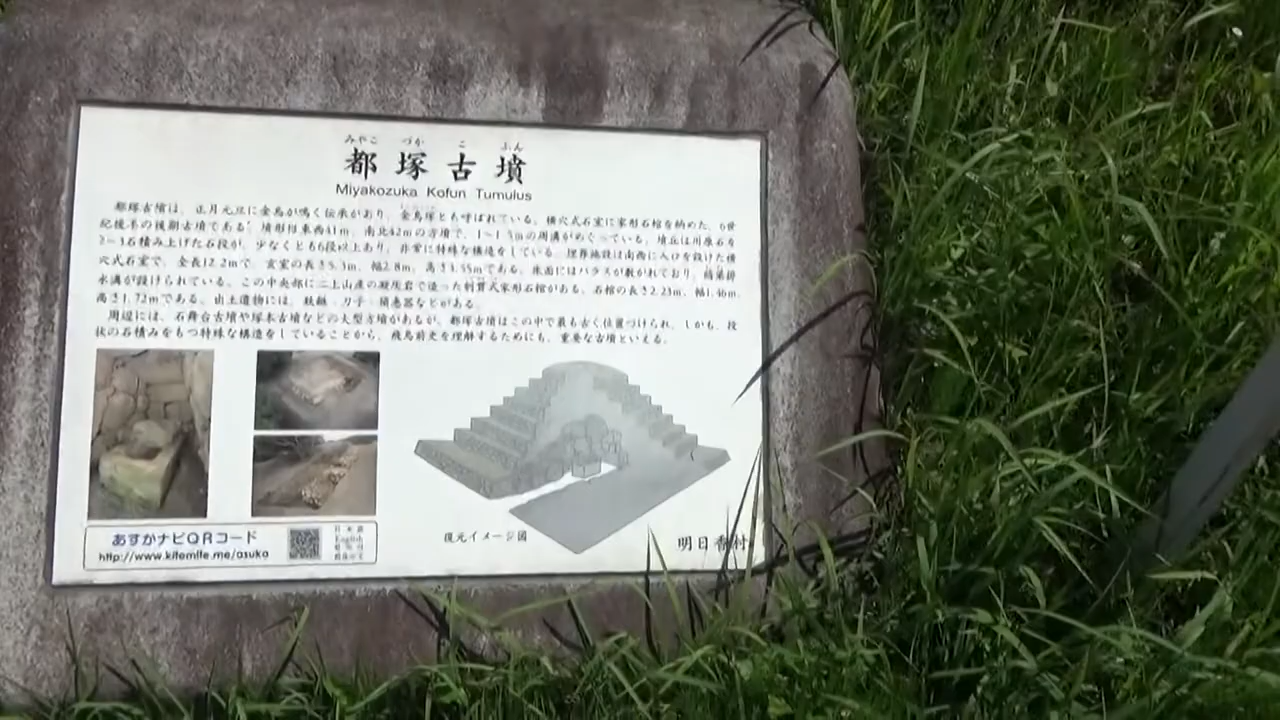 みやこ づか こ ふん
都塚古墳
Miyakozuka Kofun Tumulus
都塚古墳は、正月元旦に金鳥が鳴く伝承があり、金鳥塚とも呼ばれている。横穴式石室に家形石棺を納めた、6世
紀後半の後期古墳である。墳形は東西41m、南北42mの方墳で、1～1.5mの周溝がめぐっている。墳丘は川原石を
2～3石積み上げた石段が、少なくとも6段以上あり、非常に特殊な構造をしている。埋葬施設は南西に入口を設けた横
穴式石室で、全長12.2mで、玄室の長さ5.3m、幅2.8m、高さ3.55mである。床面にはバラスが敷かれており、
水溝が設けられている。この中央部に二上山産の凝灰岩で造った刳貫式家形石棺がある。石棺の長さ2.23m、幅1.46m、
高さ1.72mである。出土遺物には、鉄鏃・刀子・須恵器などがある。
周辺には、石舞台古墳や塚本古墳などの大型方墳があるが、都塚古墳はこの中で最も古く位置づけられ、しかも、段
状の石積みをもつ特殊な構造をしていることから、飛鳥前史を理解するためにも、重要な古墳といえる。
あすかナビQRコード
http://www.kitemite.me/asuka
日本語
English
復元イメージ図
明日香村